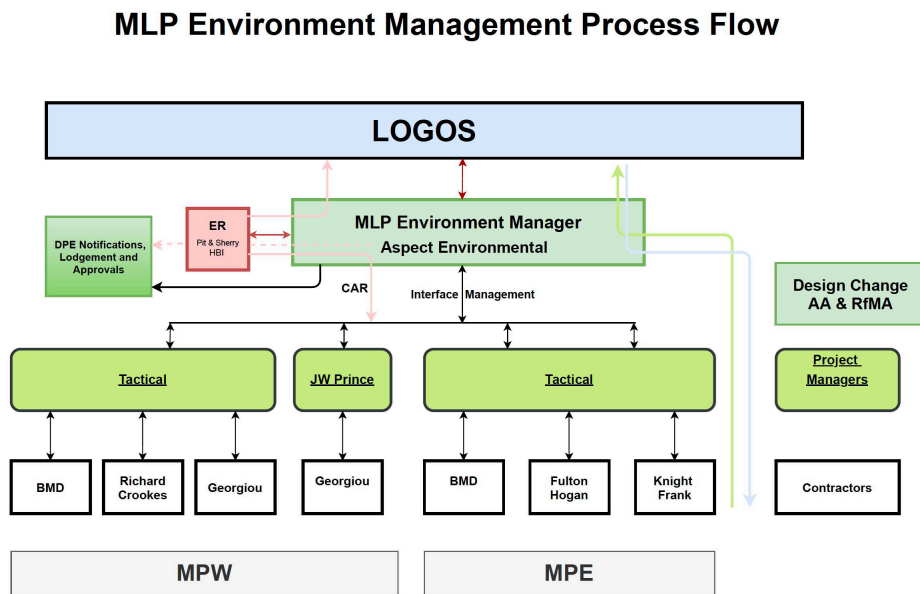 MLP Environment Management Process Flow
LOGOS
MLP Environment Manager
Aspect Environmental
ER
Pit & Sherry
HBI
DPE Notifications,
Lodgement and
Approvals
CAR
Interface Management
Design Change
AA & RfMA
Tactical
JW Prince
Tactical
Project
Managers
BMD
Richard
Crookes
Georgiou
Georgiou
BMD
Fulton
Hogan
Knight
Frank
Contractors
MPW
MPE